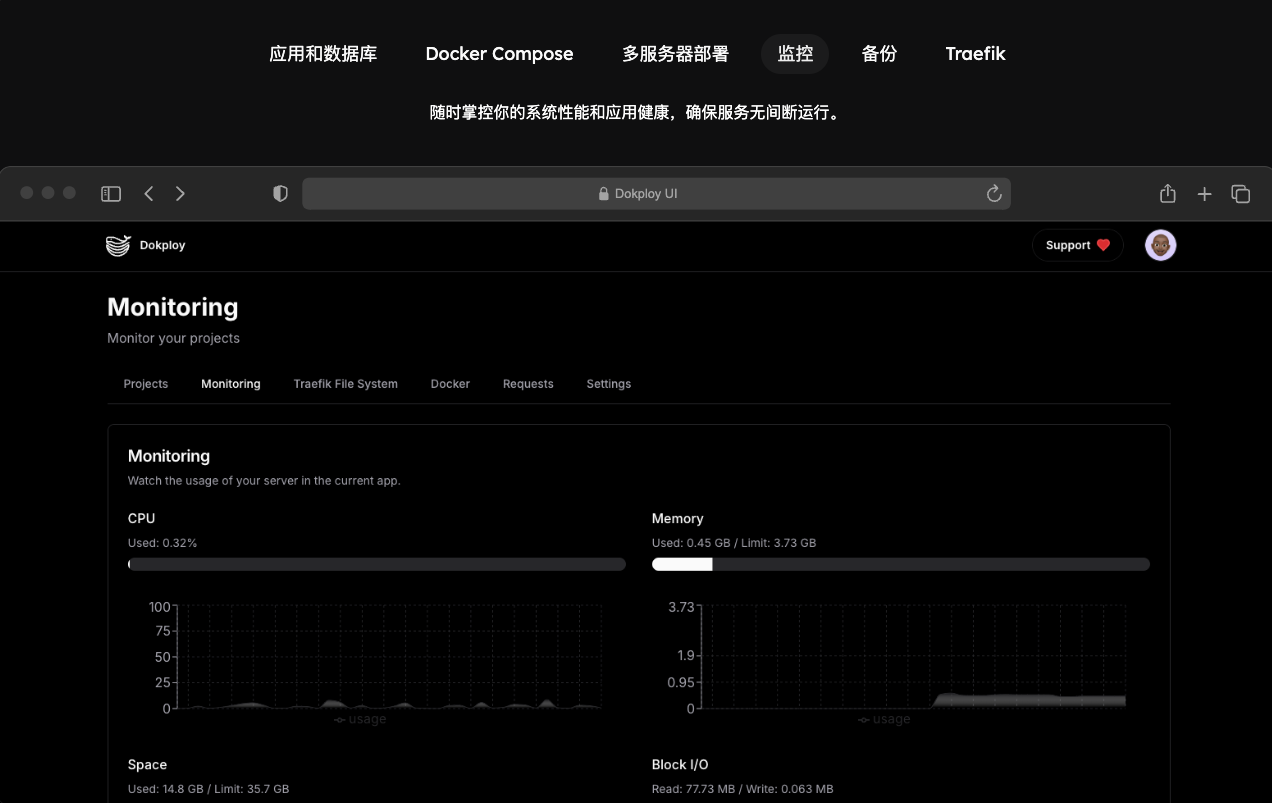 应用和数据库 Docker Compose 多服务器部署 监控 备份 Traefik
随时掌控你的系统性能和应用健康，确保服务无间断运行。
Dokploy UI
Dokploy Support
Monitoring
Monitor your projects
Projects Monitoring Traefik File System Docker Requests Settings
Monitoring
Watch the usage of your server in the current app.
CPU
Used: 0.32%
100
75
50
25
0
usage
Memory
Used: 0.45 GB / Limit: 3.73 GB
3.73
1.9
0.95
0
usage
Space
Used: 14.8 GB / Limit: 35.7 GB
Block I/O
Read: 77.73 MB / Write: 0.063 MB